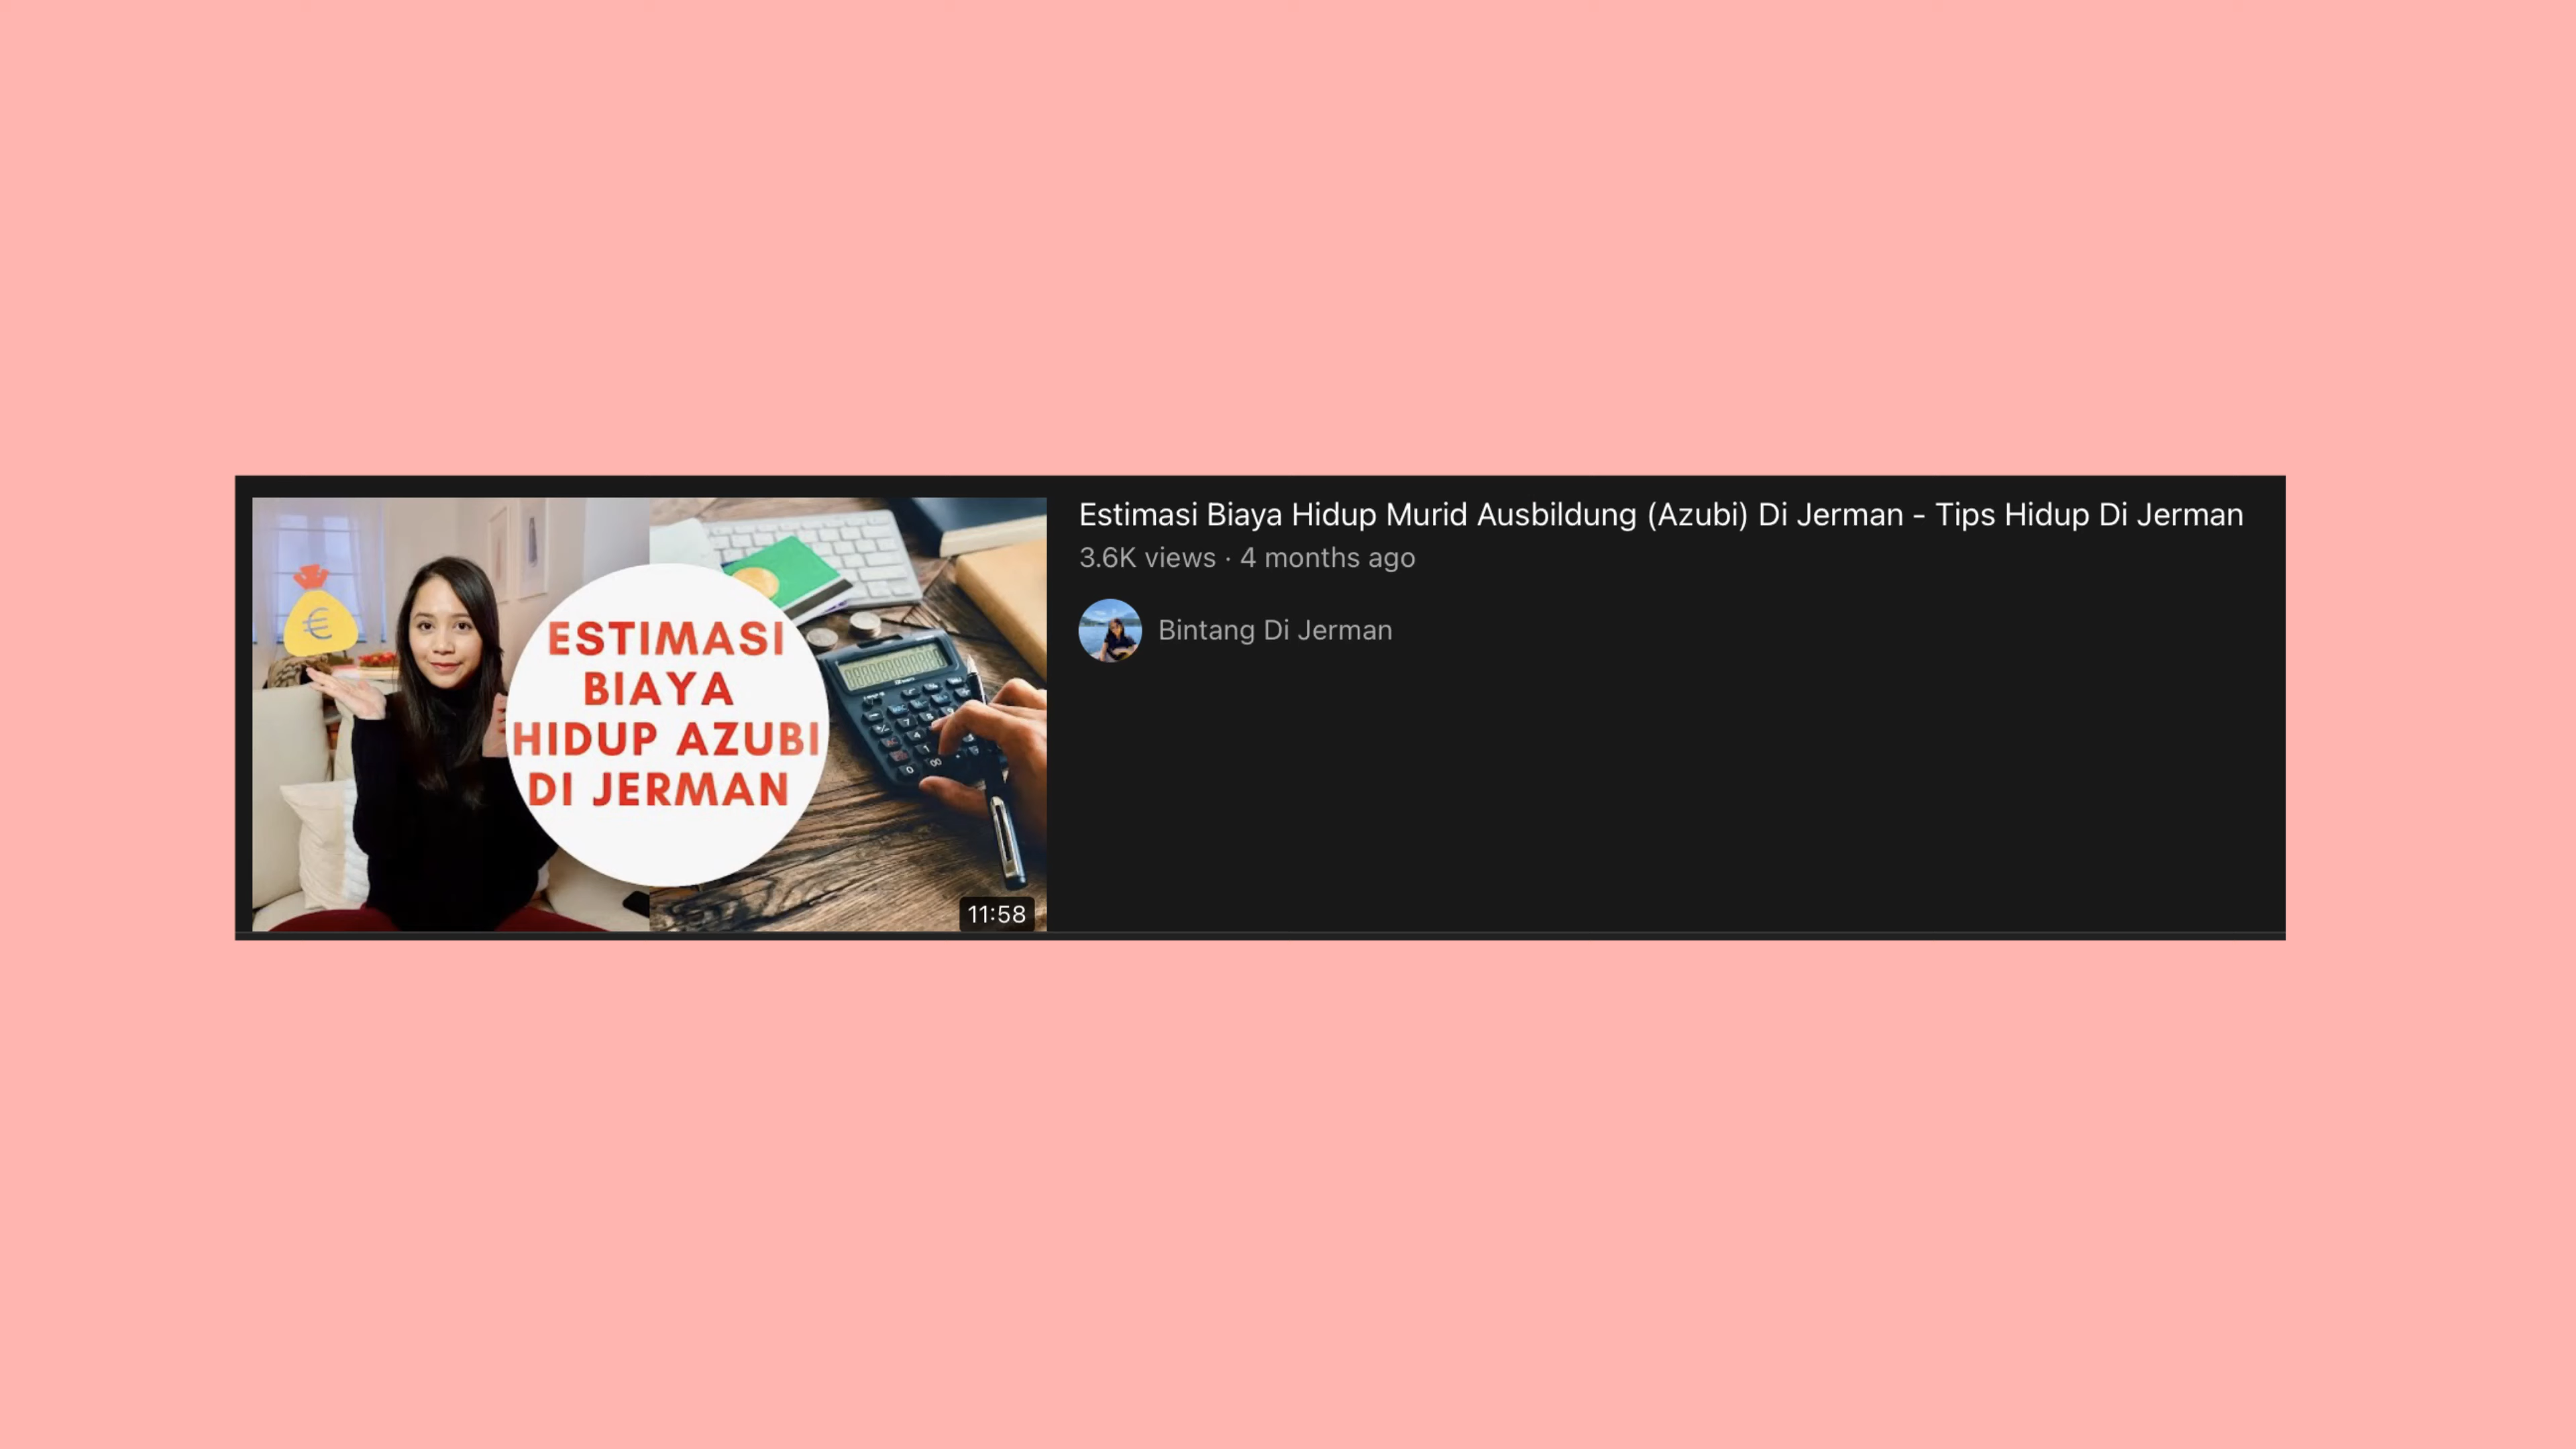 Estimasi Biaya Hidup Murid Ausbildung (Azubi) Di Jerman - Tips Hidup Di Jerman
3.6K views · 4 months ago
Bintang Di Jerman
€
ESTIMASI
BIAYA
HIDUP AZUBI
DI JERMAN
11:58